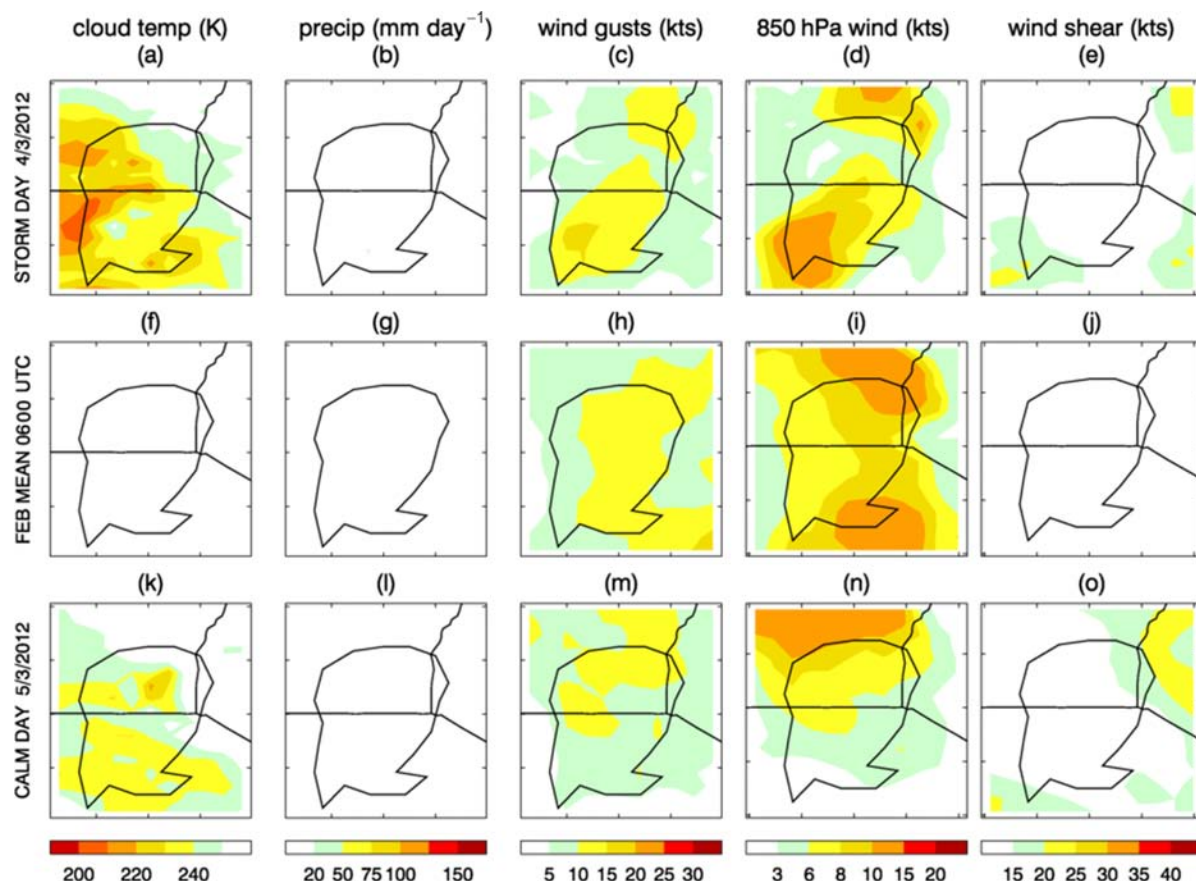 cloud temp (K) precip (mm day⁻¹) wind gusts (kts) 850 hPa wind (kts) wind shear (kts)
(a) (b) (c) (d) (e)
STORM DAY 4/3/2012
(f) (g) (h) (i) (j)
FEB MEAN 0600 UTC
(k) (l) (m) (n) (o)
CALM DAY 5/3/2012
200 220 240 20 50 75 100 150 5 10 15 20 25 30 3 6 8 10 15 20 15 20 25 35 40